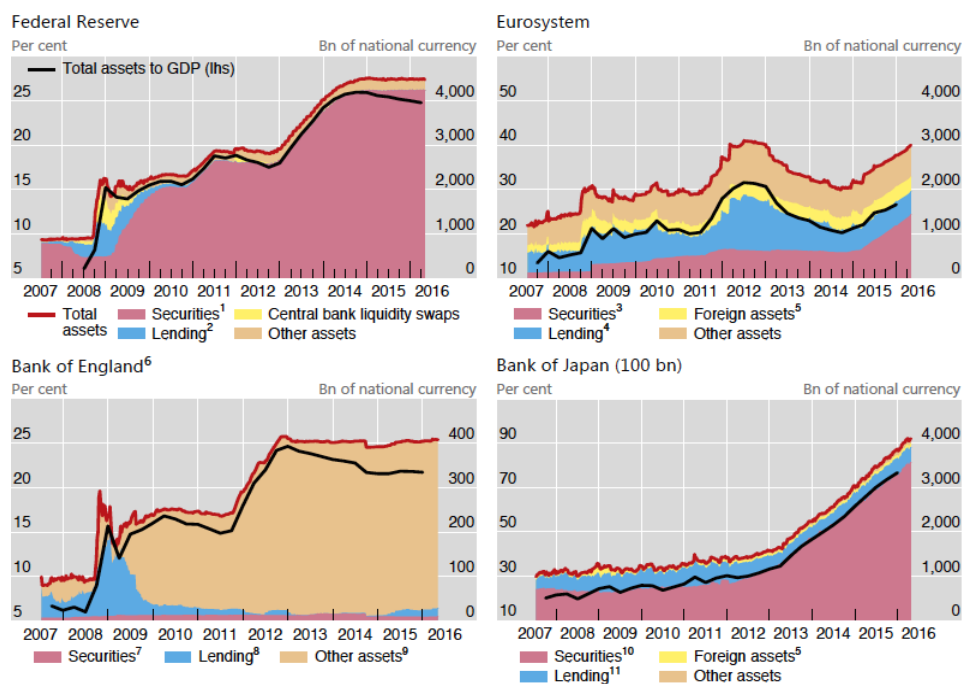 Federal Reserve
Per cent Bn of national currency
Total assets to GDP (lhs)
25 4,000
20 3,000
15 2,000
10 1,000
5 0
2007 2008 2009 2010 2011 2012 2013 2014 2015 2016
Total assets
Securities1
Central bank liquidity swaps
Lending2
Other assets
Eurosystem
Per cent Bn of national currency
50 4,000
40 3,000
30 2,000
20 1,000
10 0
2007 2008 2009 2010 2011 2012 2013 2014 2015 2016
Securities3
Foreign assets5
Lending4
Other assets
Bank of England6
Per cent Bn of national currency
25 400
20 300
15 200
10 100
5 0
2007 2008 2009 2010 2011 2012 2013 2014 2015 2016
Securities7 Lending8 Other assets9
Bank of Japan (100 bn)
Per cent Bn of national currency
90 4,000
70 3,000
50 2,000
30 1,000
10 0
2007 2008 2009 2010 2011 2012 2013 2014 2015 2016
Securities10
Foreign assets5
Lending11
Other assets